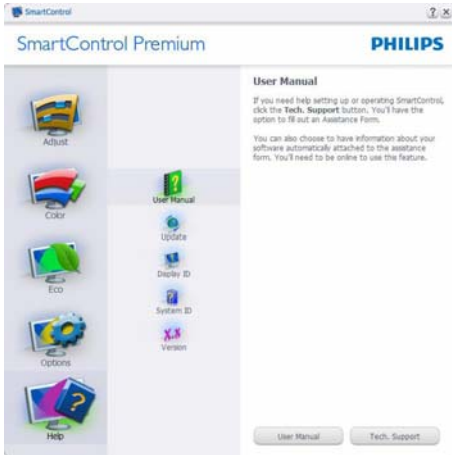 SmartControl
SmartControl Premium
PHILIPS
Adjust
Color
Eco
Options
Help
User Manual
Update
Display ID
System ID
X.x
Version
User Manual
If you need help setting up or operating SmartControl,
click the Tech. Support button. You'll have the
option to fill out an Assistance Form.
You can also choose to have information about your
software automatically attached to the assistance
form. You'll need to be online to use this feature.
User Manual
Tech. Support